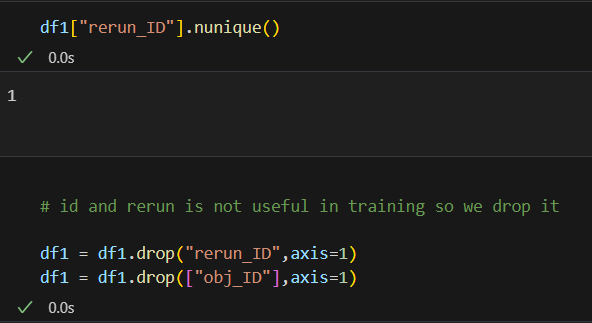 df1["rerun_ID"].nunique()
0.0s
1
# id and rerun is not useful in training so we drop it
df1 = df1.drop("rerun_ID",axis=1)
df1 = df1.drop(["obj_ID"],axis=1)
0.0s